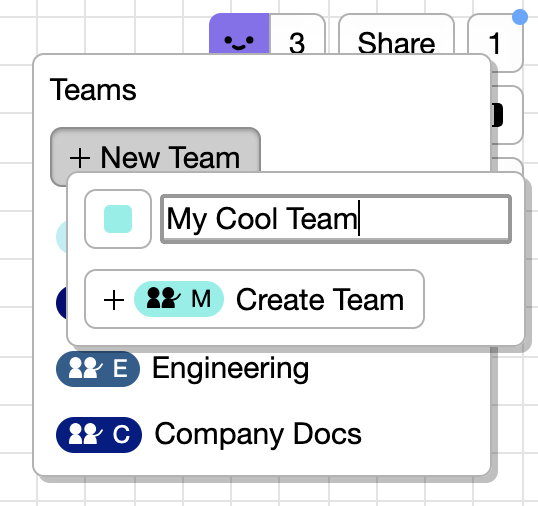 3
Share
1
Teams
+ New Team
My Cool Team
+ M Create Team
E Engineering
C Company Docs